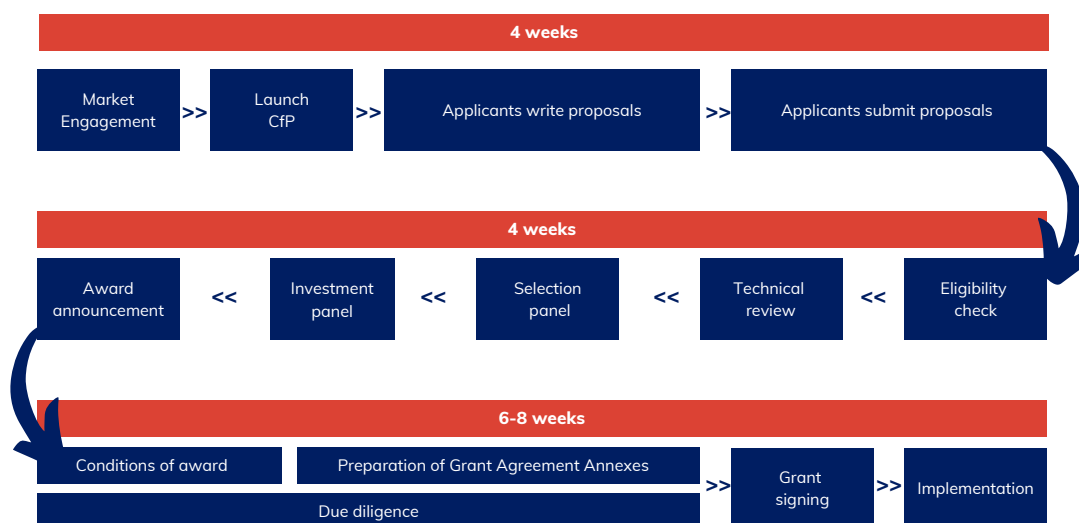 4 weeks
Market
Engagement
>>
Launch
CfP
>>
Applicants write proposals
>>
Applicants submit proposals
4 weeks
Award
announcement
<<
Investment
panel
<<
Selection
panel
<<
Technical
review
<<
Eligibility
check
6-8 weeks
Conditions of award
Preparation of Grant Agreement Annexes
Due diligence
>>
Grant
signing
>>
Implementation